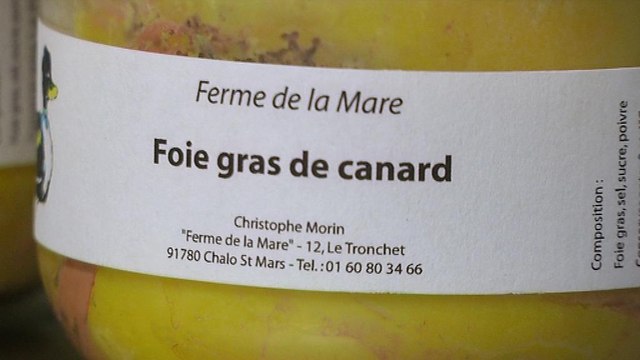 Ferme de la Mare
Foie gras de canard
Christophe Morin
"Ferme de la Mare" - 12, Le Tronchet
91780 Chalo St Mars - Tel. : 01 60 80 34 66
Composition :
Foie gras, sel, sucre, poivre